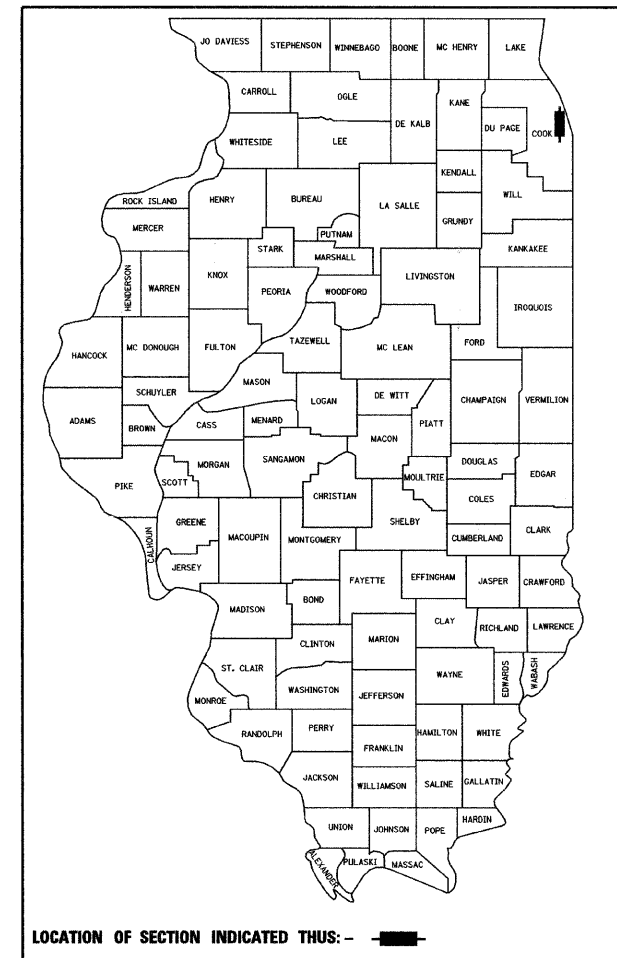 JO DAVIESS STEPHENSON WINNEBAGO BOONE MC HENRY LAKE
CARROLL OGLE KANE
DE KALB DU PAGE COOK
WHITESIDE LEE
KENDALL
ROCK ISLAND HENRY BUREAU LA SALLE GRUNDY WILL
MERCER PUTNAM
STARK MARSHALL KANKAKEE
HENDERSON WARREN KNOX PEORIA WOODFORD LIVINGSTON
IROQUOIS
HANCOCK MC DONOUGH FULTON TAZEWELL MC LEAN FORD
MASON
SCHUYLER LOGAN DE WITT CHAMPAIGN VERMILION
ADAMS BROWN CASS MENARD MACON PIATT
MORGAN SANGAMON DOUGLAS
PIKE SCOTT CHRISTIAN MOULTRIE COLES EDGAR
GREENE MACOUPIN MONTGOMERY SHELBY
CALHOUN CUMBERLAND CLARK
JERSEY FAYETTE EFFINGHAM JASPER CRAWFORD
MADISON BOND
CLAY RICHLAND LAWRENCE
CLINTON MARION
ST. CLAIR WAYNE EDWARDS WABASH
WASHINGTON JEFFERSON
MONROE
RANDOLPH PERRY HAMILTON WHITE
FRANKLIN
JACKSON WILLIAMSON SALINE GALLATIN
UNION JOHNSON POPE HARDIN
ALEXANDER PULASKI MASSAC
LOCATION OF SECTION INDICATED THUS: -